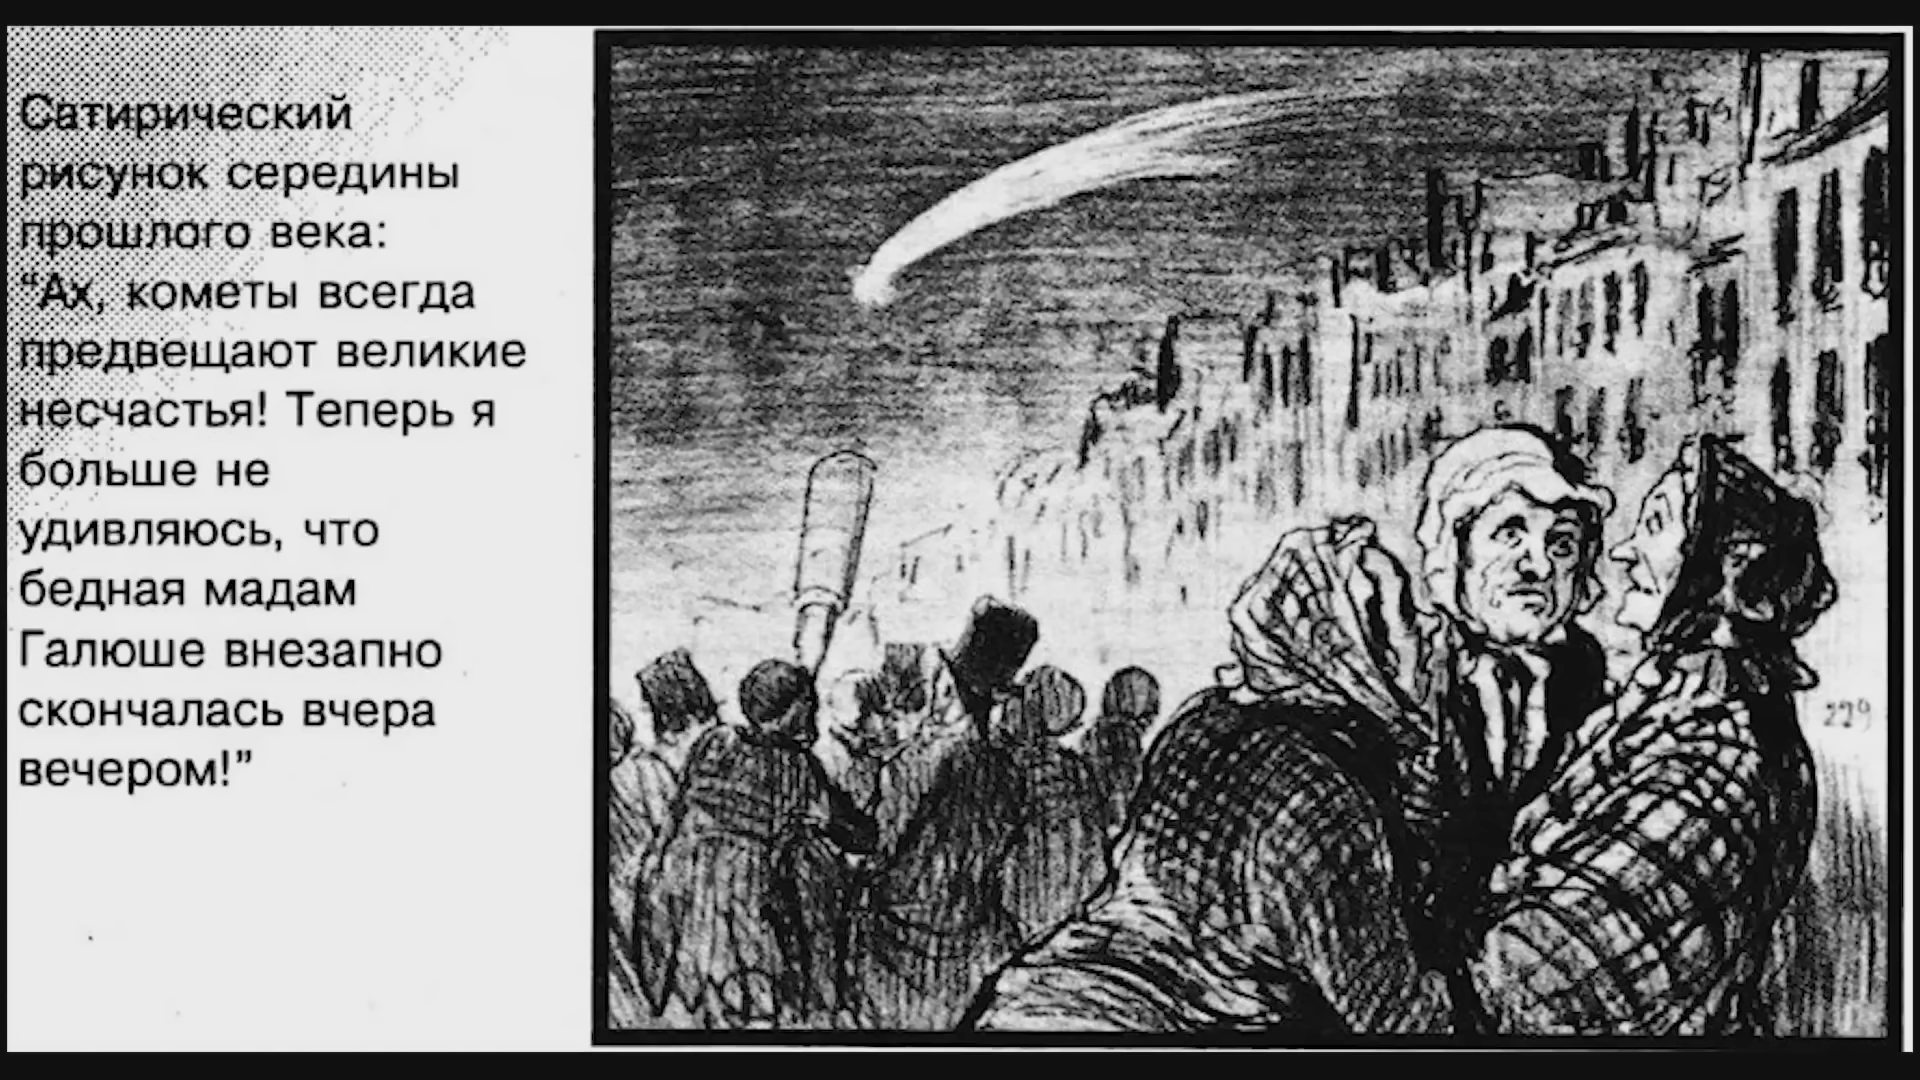 Сатирический
рисунок середины
прошлого века:
“Ах, кометы всегда
предвещают великие
несчастья! Теперь я
больше не
удивляюсь, что
бедная мадам
Галюше внезапно
скончалась вчера
вечером!”
229